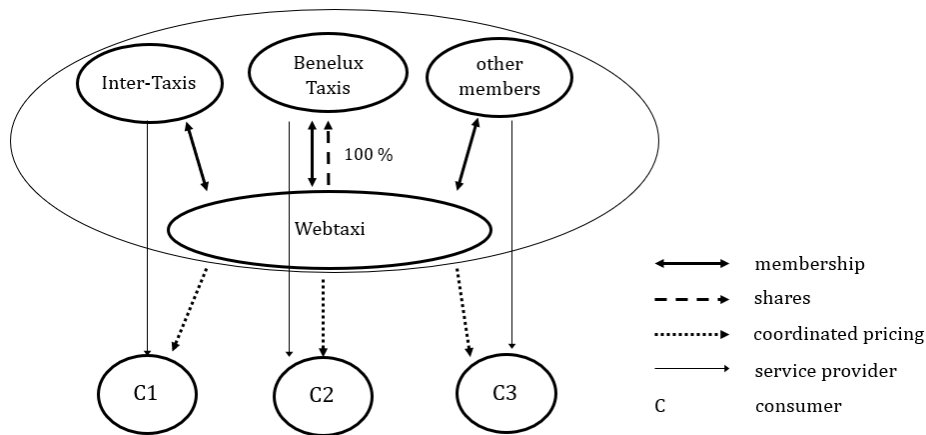 Inter-Taxis
Benelux
Taxis
other
members
100 %
Webtaxi
membership
shares
coordinated pricing
service provider
C consumer
C1
C2
C3